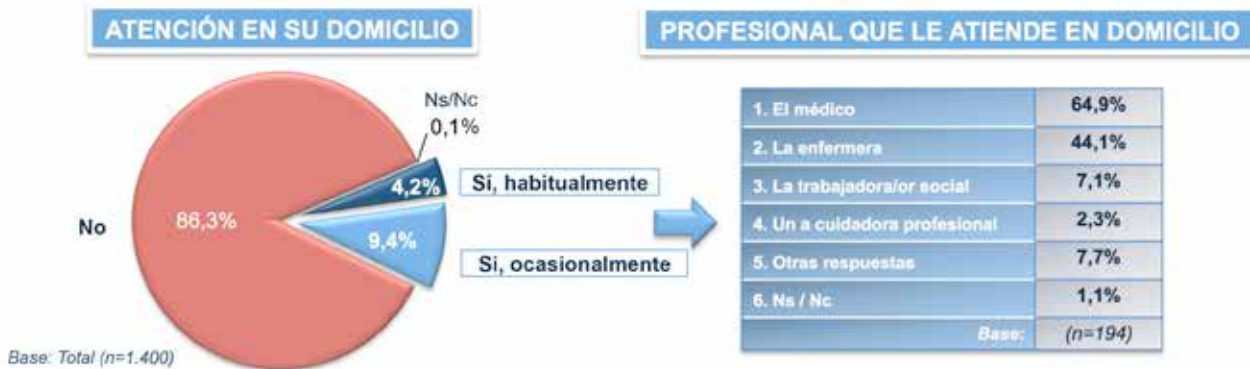 ATENCIÓN EN SU DOMICILIO
Ns/Nc
0,1%
4,2%
Sí, habitualmente
No
86,3%
9,4%
Si, ocasionalmente
Base: Total (n=1.400)
PROFESIONAL QUE LE ATIENDE EN DOMICILIO
1. El médico 64,9%
2. La enfermera 44,1%
3. La trabajadora/or social 7,1%
4. Un a cuidadora profesional 2,3%
5. Otras respuestas 7,7%
6. Ns / Nc 1,1%
Base: (n=194)